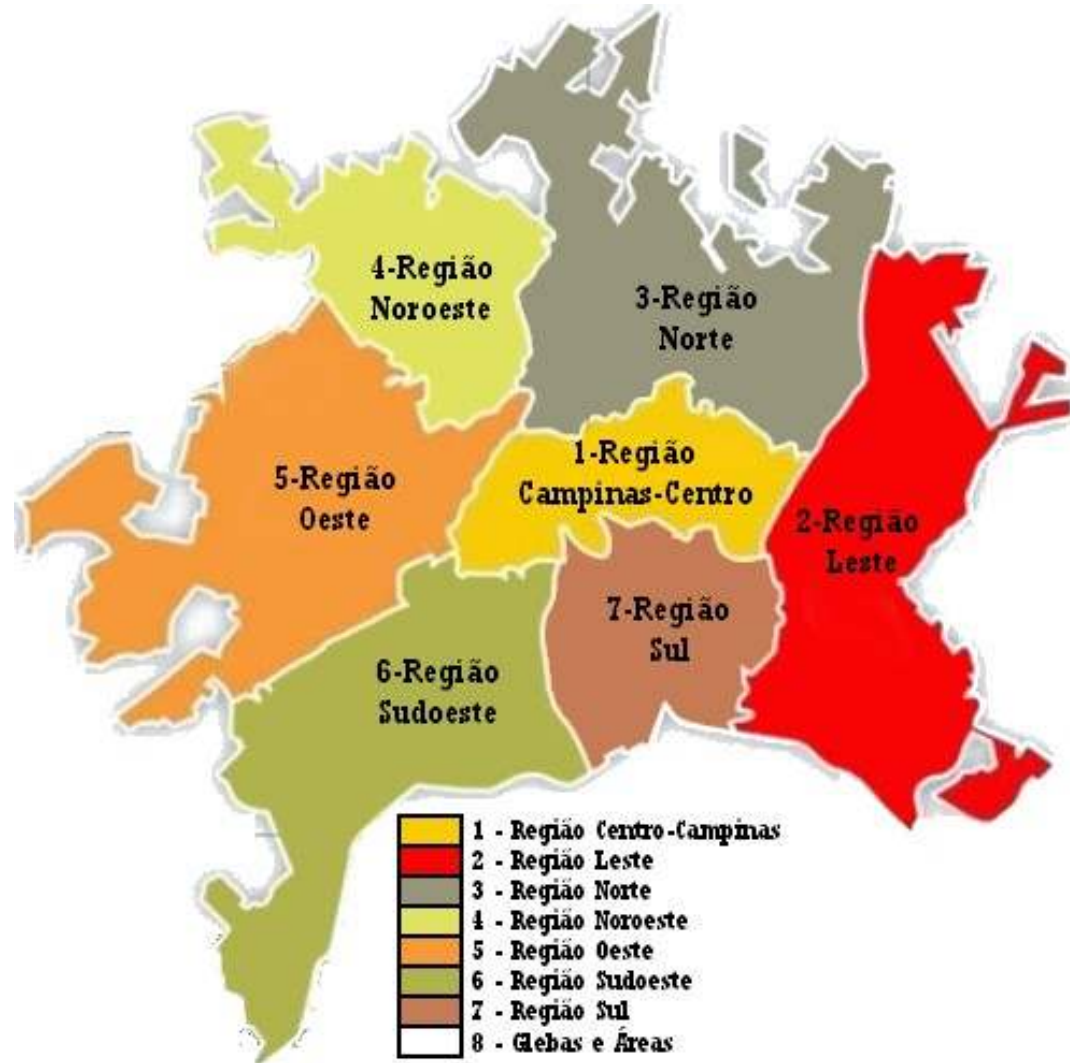 4-Região
Noroeste
3-Região
Norte
1-Região
Campinas-Centro
5-Região
Oeste
2-Região
Leste
7-Região
Sul
6-Região
Sudoeste
1 - Região Centro-Campinas
2 - Região Leste
3 - Região Norte
4 - Região Noroeste
5 - Região Oeste
6 - Região Sudoeste
7 - Região Sul
8 - Glebas e Áreas